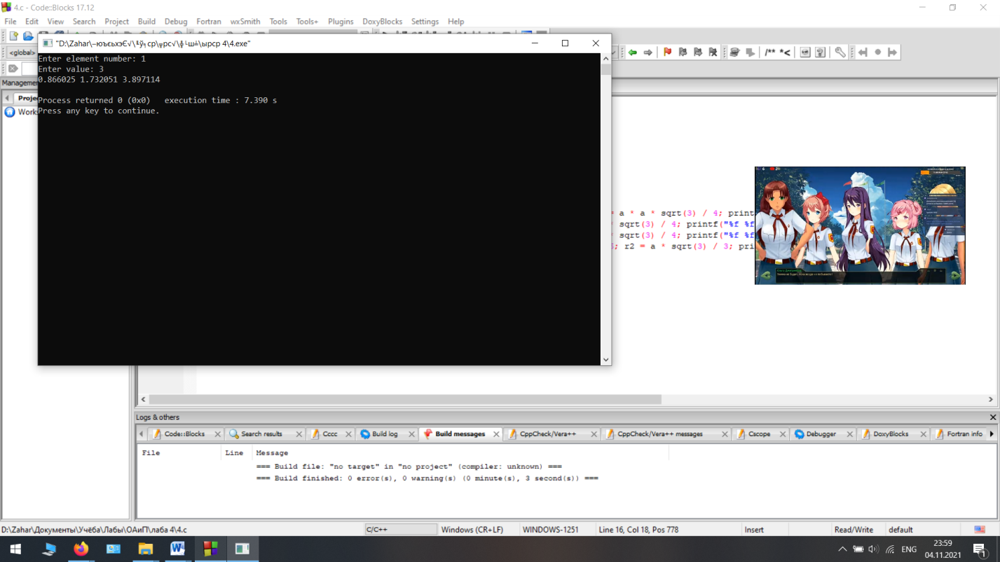 4.c - Code::Blocks 17.12
File Edit View Search Project Build Debug Fortran wxSmith Tools Tools+ Plugins DoxyBlocks Settings Help
<global>
/** *<
"D:\Zahar\
4\4.exe"
Enter element number: 1
Enter value: 3
0.866025 1.732051 3.897114
Process returned 0 (0x0) execution time : 7.390 s
Press any key to continue.
Manageme
Proje
Works
= a * a * sqrt(3) / 4; print
* sqrt(3) / 4; printf("%f %f
* sqrt(3) / 4; printf("%f %f
; r2 = a * sqrt(3) / 3; pri
Logs & others
Code::Blocks Search results Cccc Build log Build messages CppCheck/Vera++ CppCheck/Vera++ messages Cscope Debugger DoxyBlocks Fortran info
File Line Message
=== Build file: "no target" in "no project" (compiler: unknown) ===
=== Build finished: 0 error(s), 0 warning(s) (0 minute(s), 3 second(s)) ===
D:\Zahar\Документы\Учёба\Лабы\ОАиП\лаба 4\4.c C/C++ Windows (CR+LF) WINDOWS-1251 Line 16, Col 18, Pos 778 Insert Read/Write default
ENG 23:59
04.11.2021
1